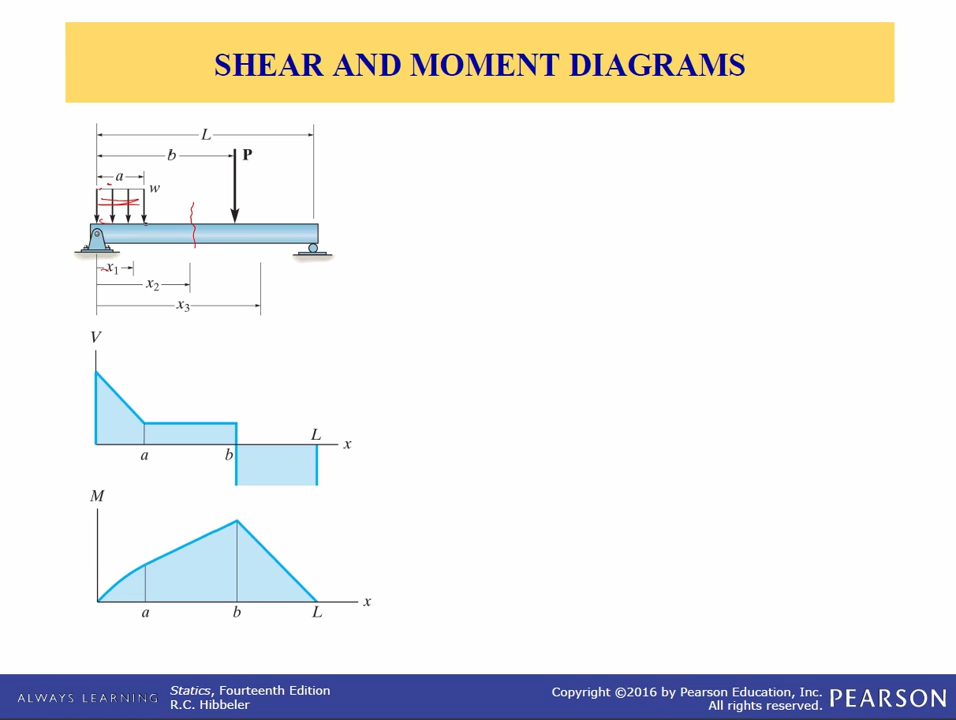 SHEAR AND MOMENT DIAGRAMS
L
b
P
a
w
x1
x2
x3
V
L
x
a
b
M
x
a
b
L
ALWAYS LEARNING
Statics, Fourteenth Edition
R.C. Hibbeler
Copyright ©2016 by Pearson Education, Inc.
All rights reserved.
PEARSON